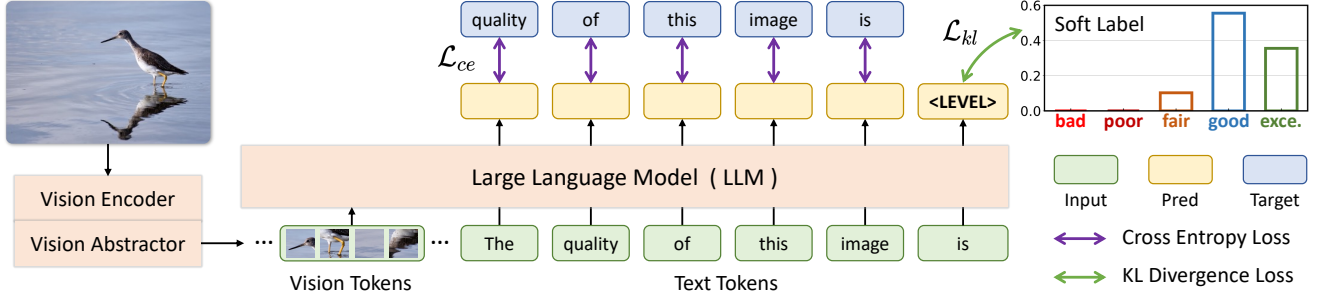 quality of this image is
ℒce
ℒkl
<LEVEL>
Large Language Model ( LLM )
Vision Encoder
Vision Abstractor
... ...
The quality of this image is
Vision Tokens
Text Tokens
Soft Label
0.6
0.4
0.2
0.0
bad poor fair good exce.
Input Pred Target
Cross Entropy Loss
KL Divergence Loss